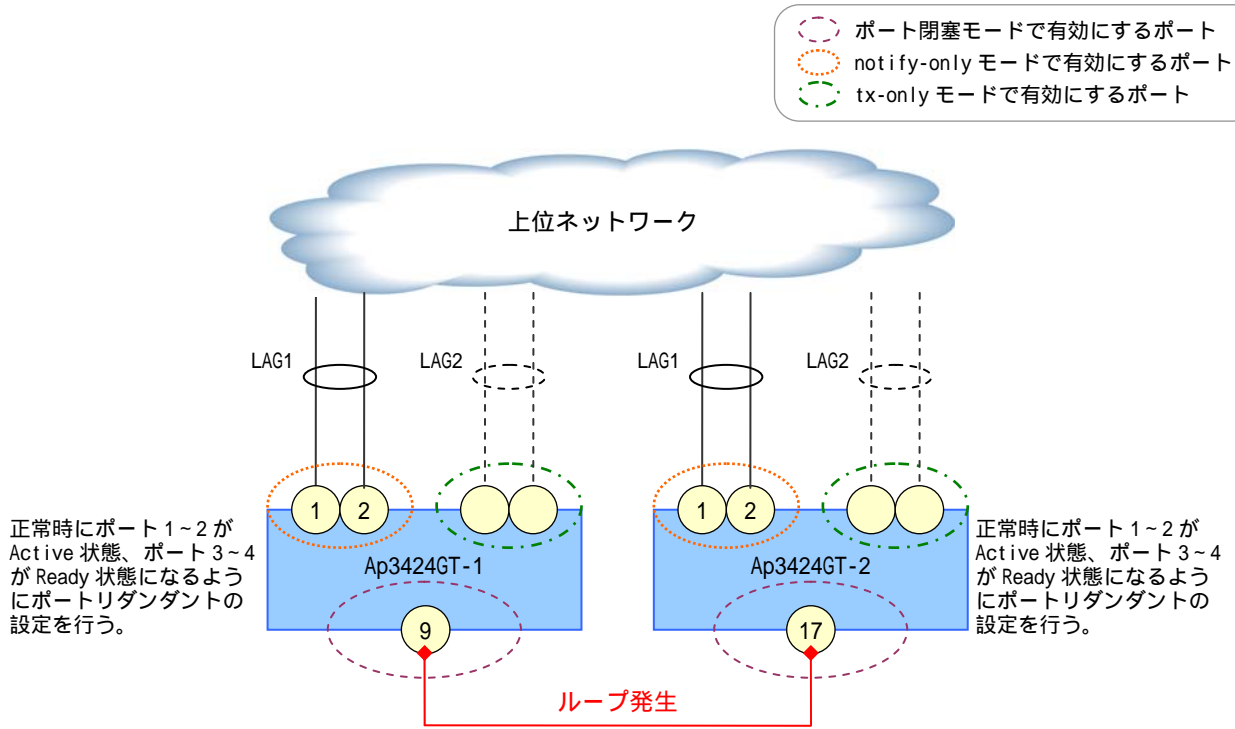 ポート閉塞モードで有効にするポート
notify-only モードで有効にするポート
tx-only モードで有効にするポート
上位ネットワーク
LAG1
LAG2
LAG1
LAG2
1
2
1
2
正常時にポート 1~2 が
Active 状態、ポート 3~4
が Ready 状態になるよう
にポートリダンダントの
設定を行う。
Ap3424GT-1
Ap3424GT-2
正常時にポート 1~2 が
Active 状態、ポート 3~4
が Ready 状態になるよう
にポートリダンダントの
設定を行う。
9
17
ループ発生